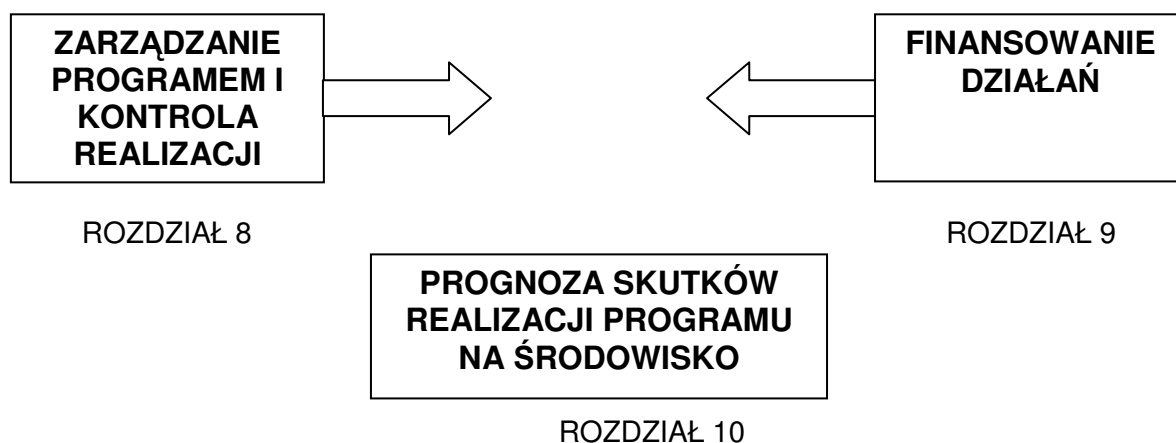 ZARZĄDZANIE
PROGRAMEM I
KONTROLA
REALIZACJI
ROZDZIAŁ 8
FINANSOWANIE
DZIAŁAŃ
ROZDZIAŁ 9
PROGNOZA SKUTKÓW
REALIZACJI PROGRAMU
NA ŚRODOWISKO
ROZDZIAŁ 10